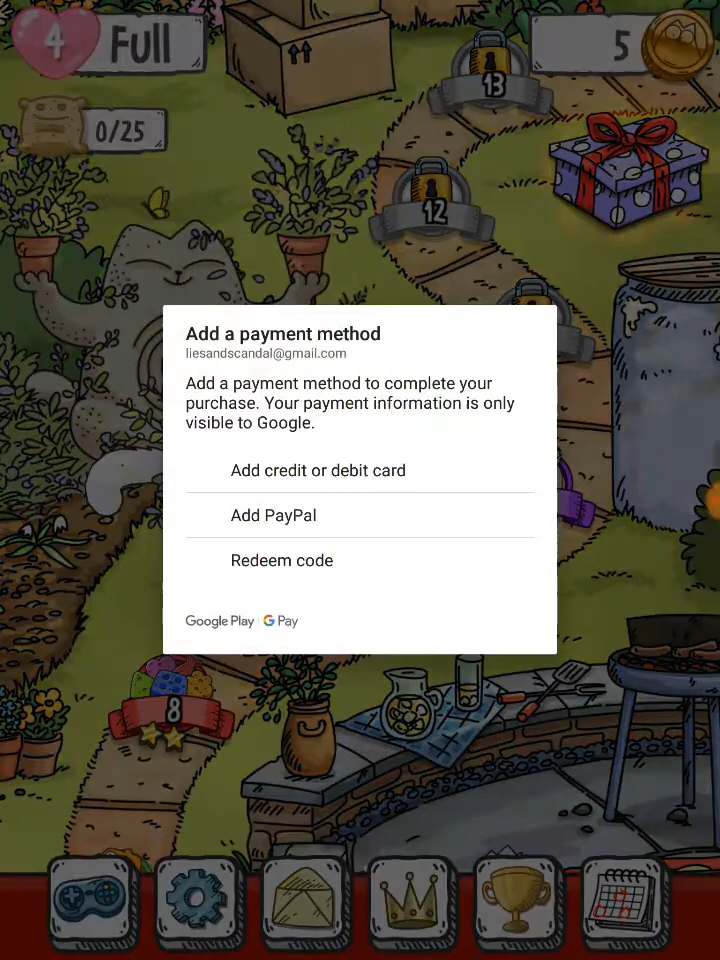 4 Full
5
0/25
13
12
Add a payment method
liesandscandal@gmail.com
Add a payment method to complete your
purchase. Your payment information is only
visible to Google.
Add credit or debit card
Add PayPal
Redeem code
Google Play G Pay
8